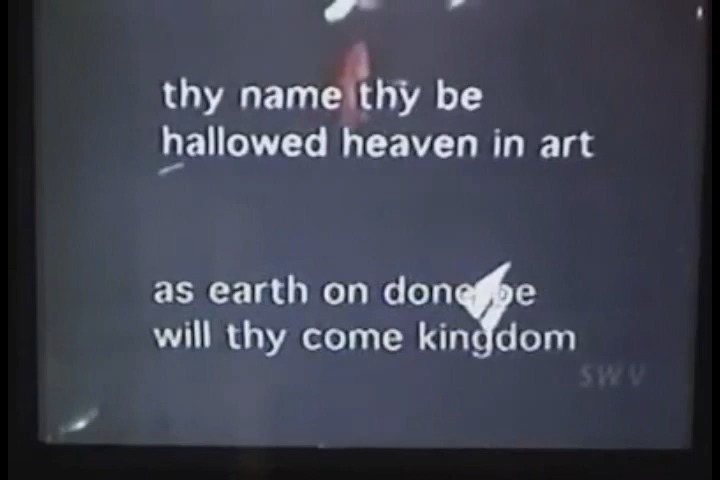 thy name thy be
hallowed heaven in art
as earth on done be
will thy come kingdom
SWV